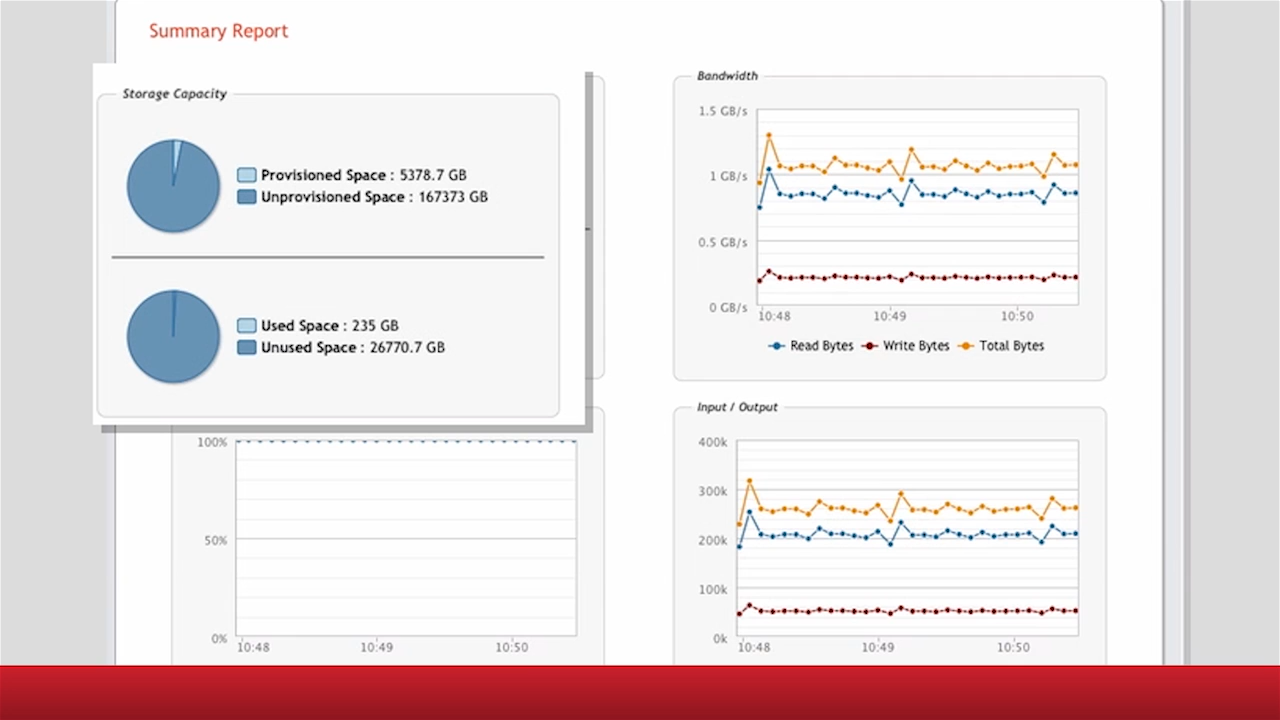 Summary Report
Storage Capacity
Provisioned Space : 5378.7 GB
Unprovisioned Space : 167373 GB
Used Space : 235 GB
Unused Space : 26770.7 GB
Bandwidth
1.5 GB/s
1 GB/s
0.5 GB/s
0 GB/s
10:48 10:49 10:50
Read Bytes Write Bytes Total Bytes
100%
50%
0%
10:48 10:49 10:50
Input / Output
400k
300k
200k
100k
0k
10:48 10:49 10:50